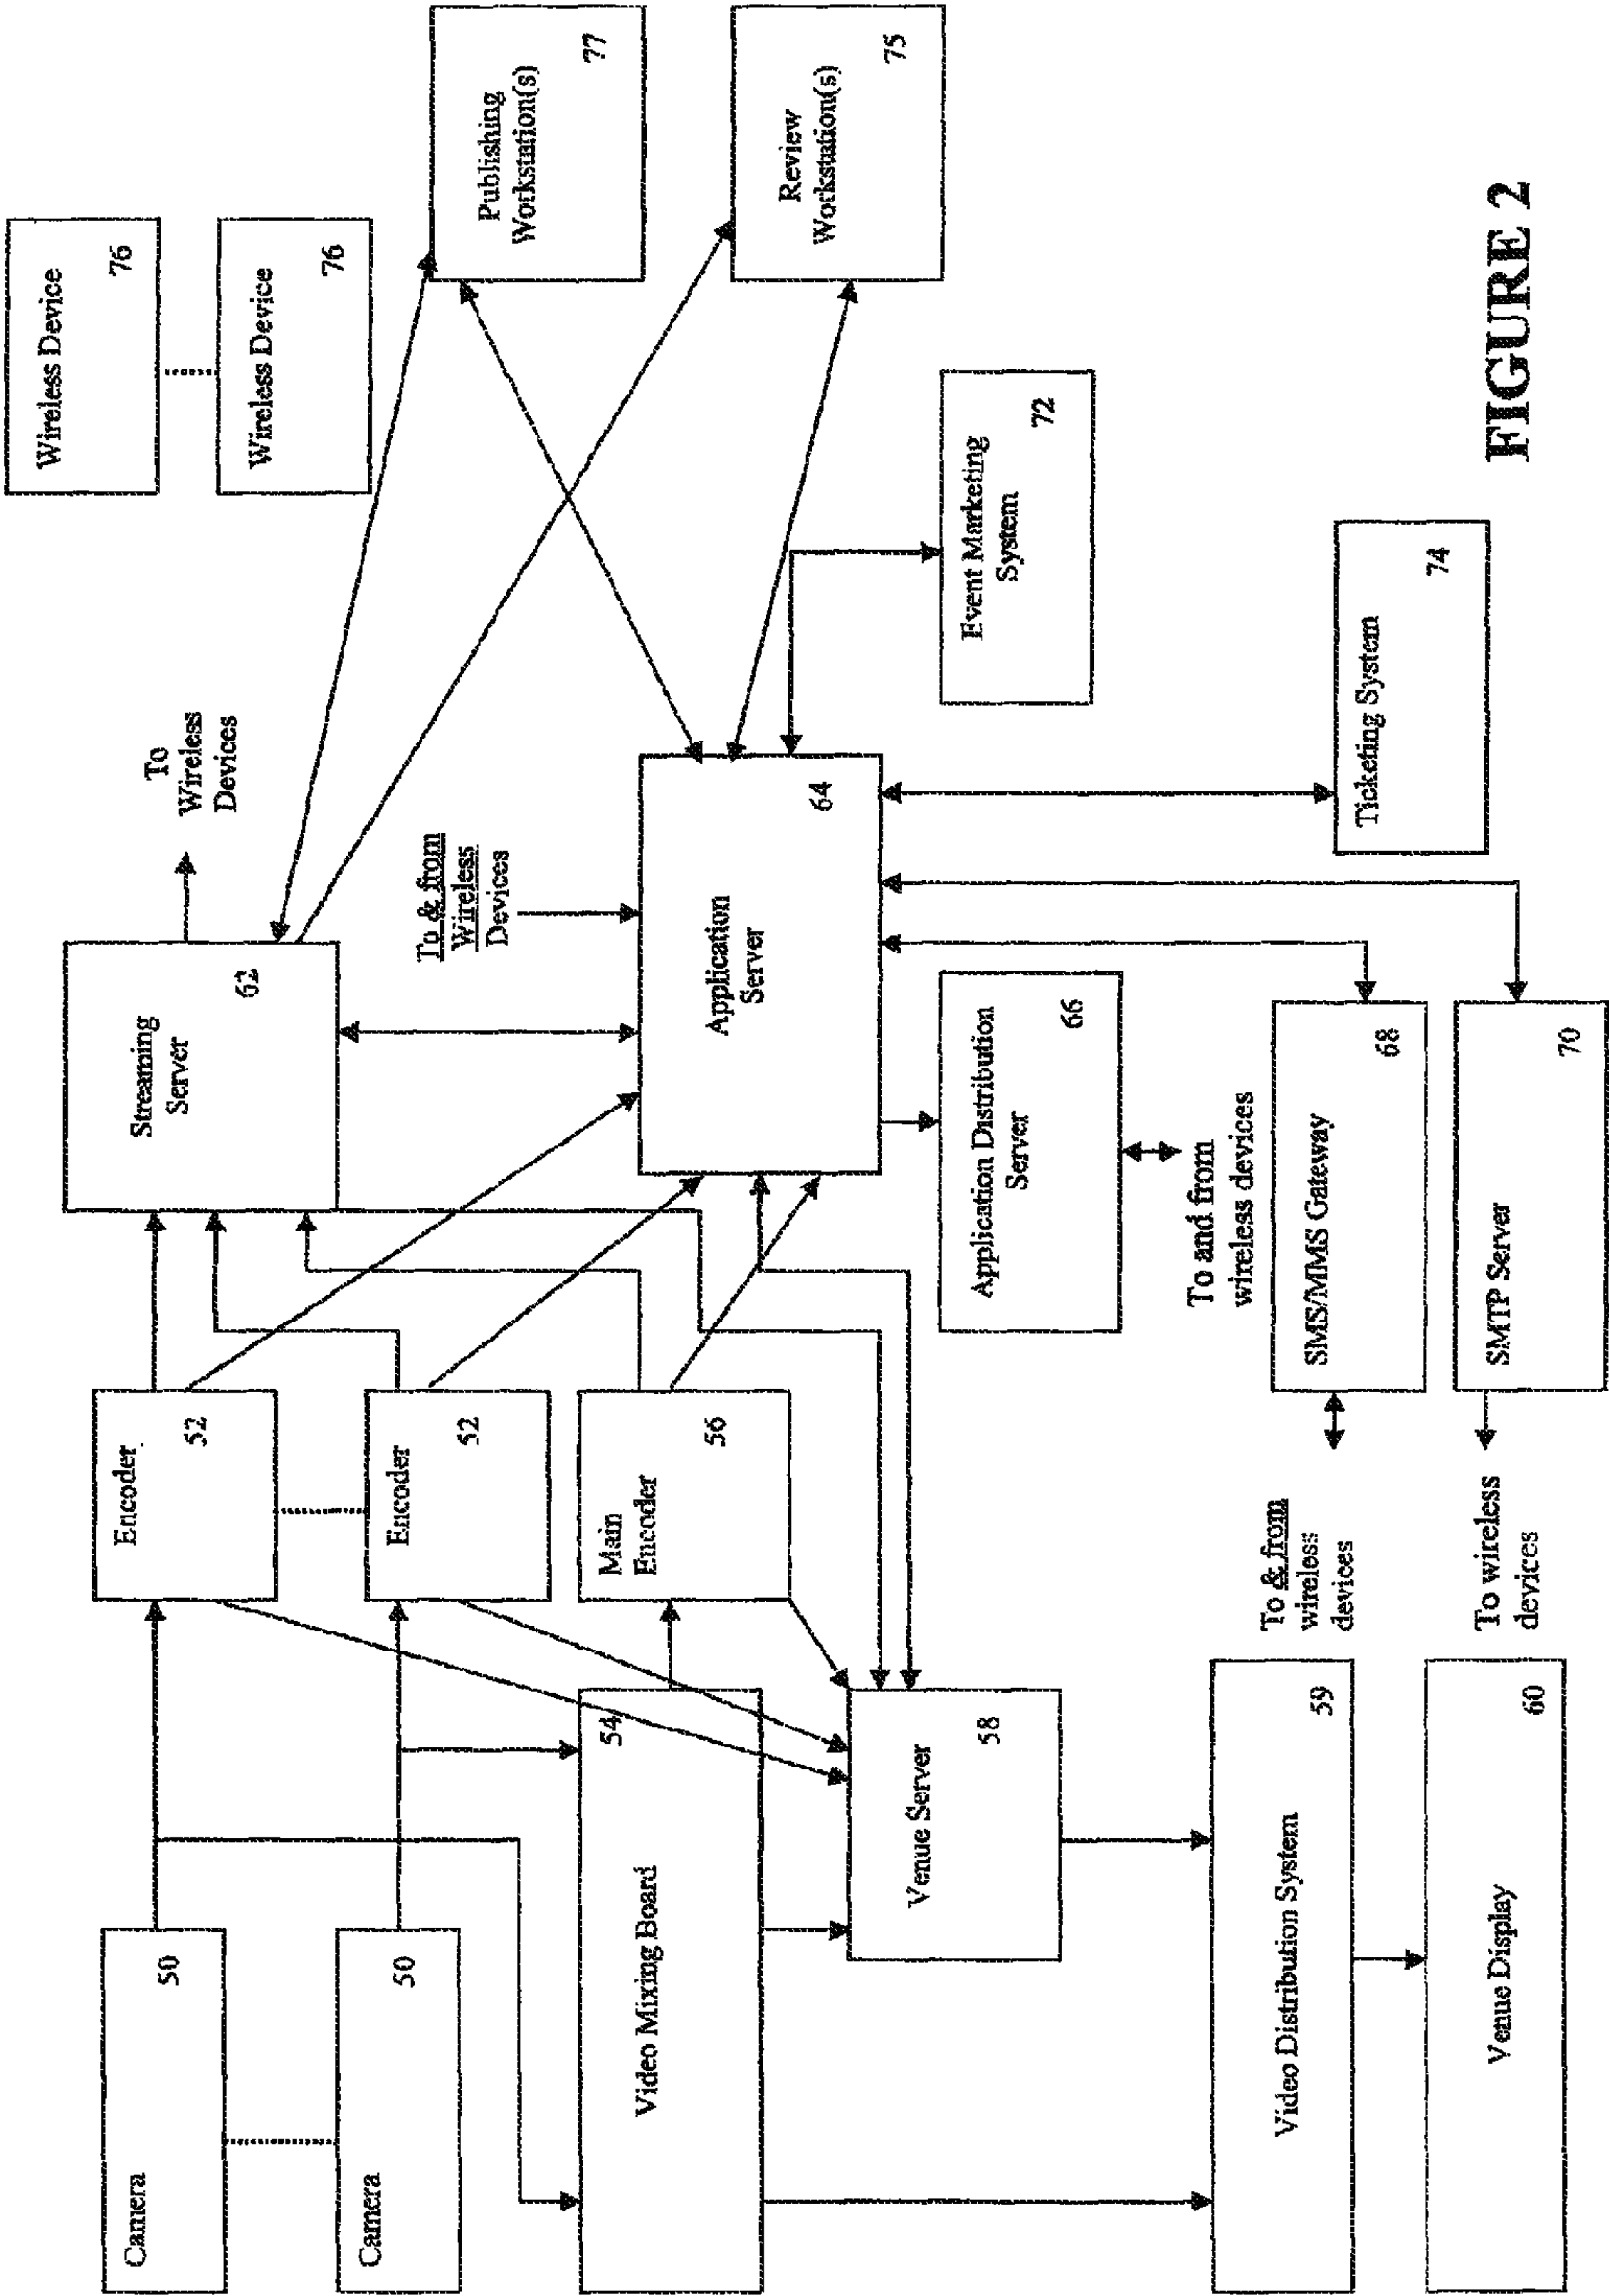 Camera
50
Camera
50
Encoder
52
Encoder
52
Video Mixing Board
54
Main
Encoder
56
Venue Server
58
Video Distribution System
59
Venue Display
60
Streaming
Server
62
To
Wireless
Devices
To & from
Wireless
Devices
Application
Server
64
Application Distribution
Server
66
To and from
wireless devices
SMS/MMS Gateway
68
To & from
wireless
devices
SMTP Server
70
To wireless
devices
Event Marketing
System
72
Ticketing System
74
Wireless Device
76
Wireless Device
76
Publishing
Workstation(s)
77
Review
Workstation(s)
75
FIGURE 2